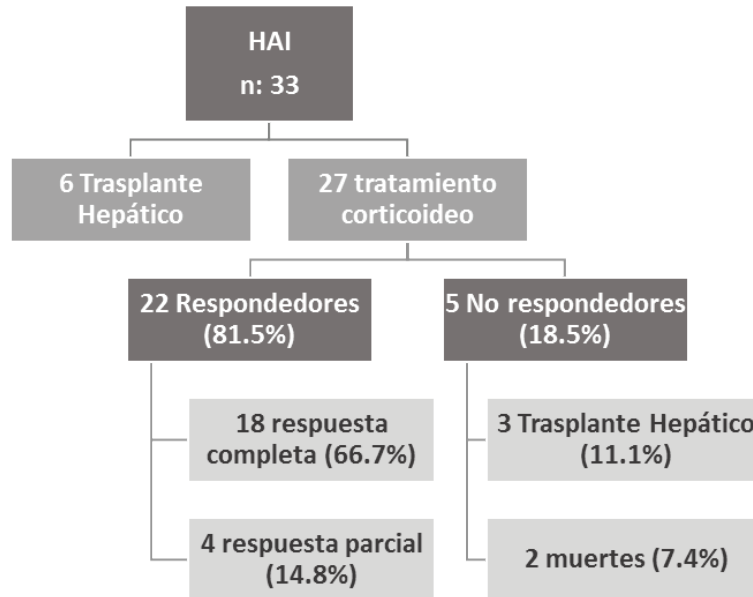 HAI
n: 33
6 Trasplante
Hepático
27 tratamiento
corticoideo
22 Respondedores
(81.5%)
5 No respondedores
(18.5%)
18 respuesta
completa (66.7%)
3 Trasplante Hepático
(11.1%)
4 respuesta parcial
(14.8%)
2 muertes (7.4%)